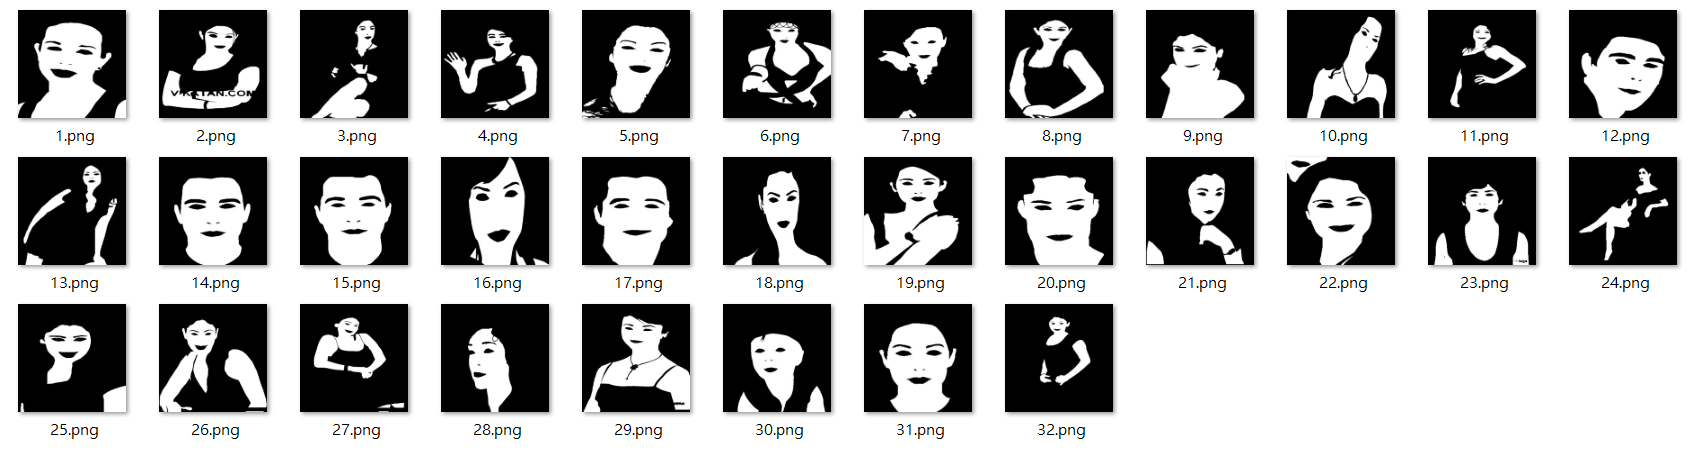 1.png 2.png 3.png 4.png 5.png 6.png 7.png 8.png 9.png 10.png 11.png 12.png
VIKATAN.COM
13.png 14.png 15.png 16.png 17.png 18.png 19.png 20.png 21.png 22.png 23.png 24.png
25.png 26.png 27.png 28.png 29.png 30.png 31.png 32.png